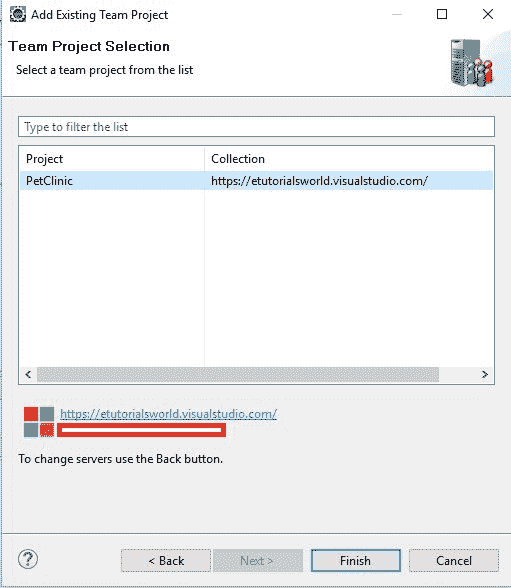 Add Existing Team Project
Team Project Selection
Select a team project from the list
Type to filter the list
Project Collection
PetClinic https://etutorialsworld.visualstudio.com/
https://etutorialsworld.visualstudio.com/
To change servers use the Back button.
? < Back Next > Finish Cancel